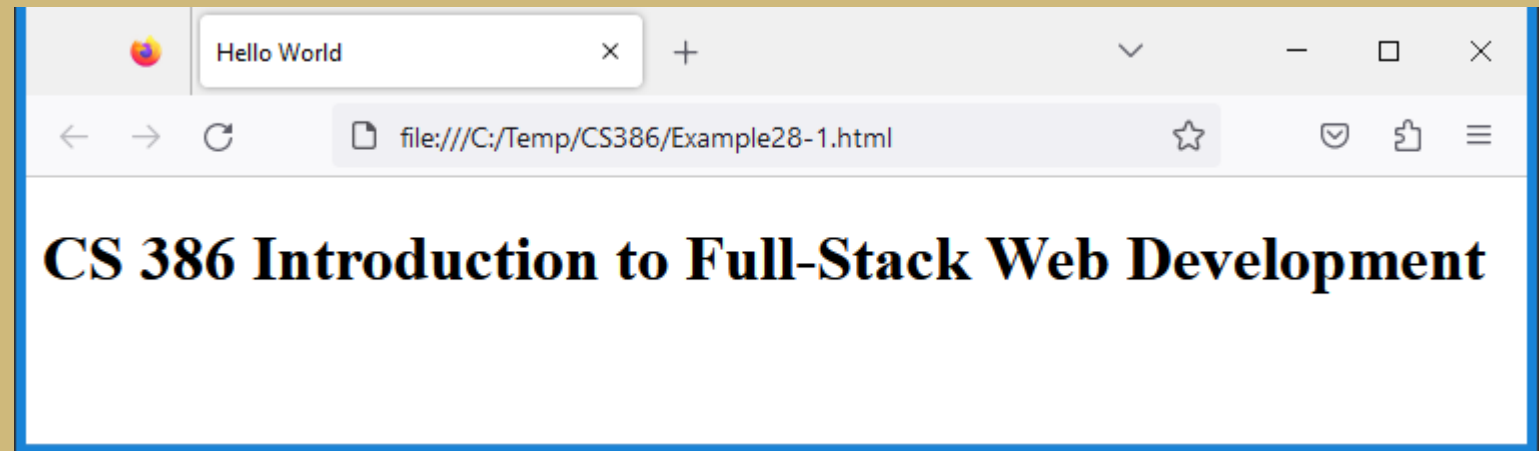 Hello World
file:///C:/Temp/CS386/Example28-1.html
CS 386 Introduction to Full-Stack Web Development